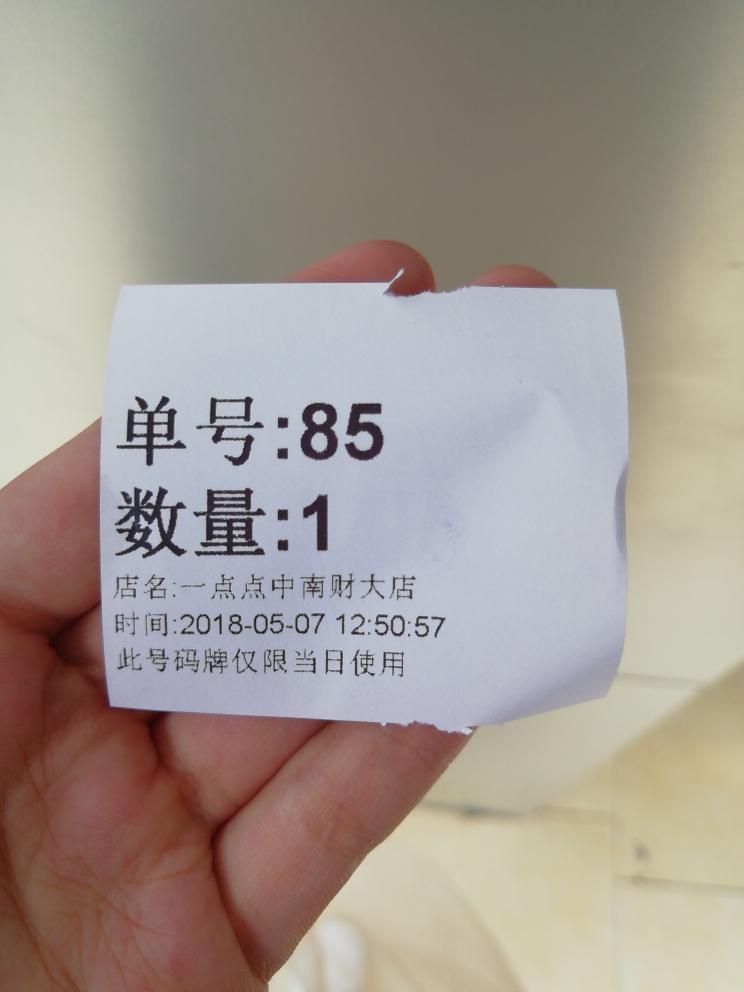 单号:85
数量:1
店名:一点点中南财大店
时间:2018-05-07 12:50:57
此号码牌仅限当日使用